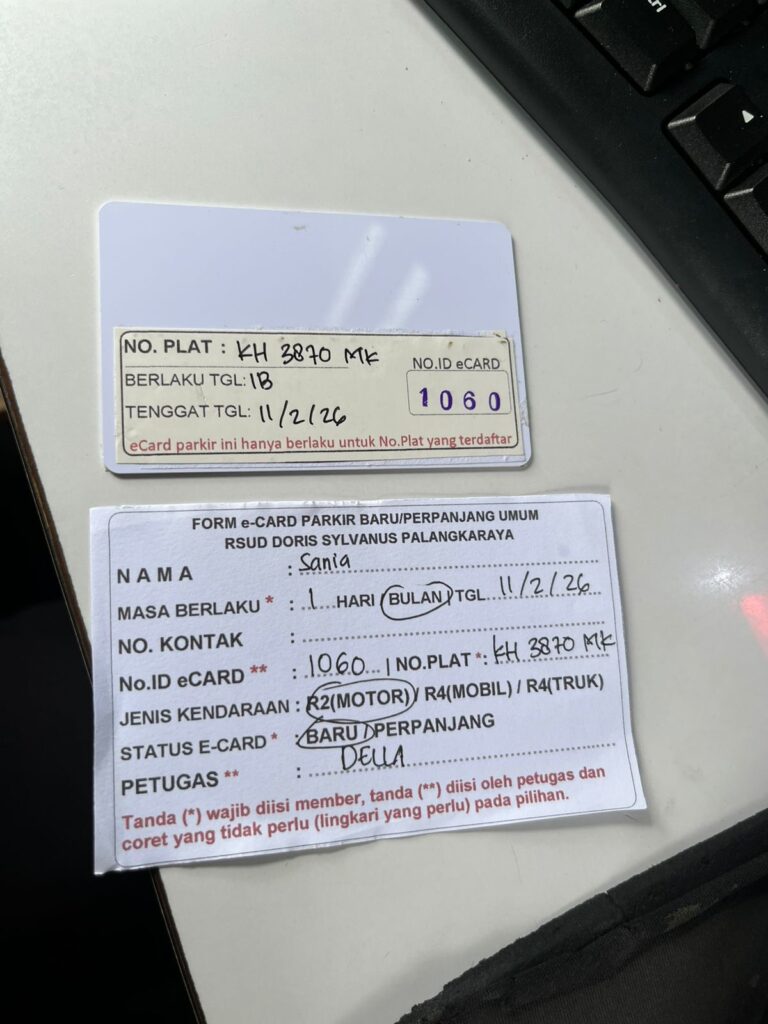 NO. PLAT : KH 3870 MK
BERLAKU TGL: 1B
NO.ID eCARD
1060
TENGGAT TGL: 11/2/26
eCard parkir ini hanya berlaku untuk No.Plat yang terdaftar
FORM e-CARD PARKIR BARU/PERPANJANG UMUM
RSUD DORIS SYLVANUS PALANGKARAYA
NAMA : Sania
MASA BERLAKU * : 1 HARI / BULAN / TGL 11/2/26
NO. KONTAK :
No.ID eCARD ** : 1060 | NO.PLAT *: KH 3870 MK
JENIS KENDARAAN : R2(MOTOR) / R4(MOBIL) / R4(TRUK)
STATUS E-CARD * : BARU / PERPANJANG
PETUGAS ** : DELLA
Tanda (*) wajib diisi member, tanda (**) diisi oleh petugas dan
coret yang tidak perlu (lingkari yang perlu) pada pilihan.